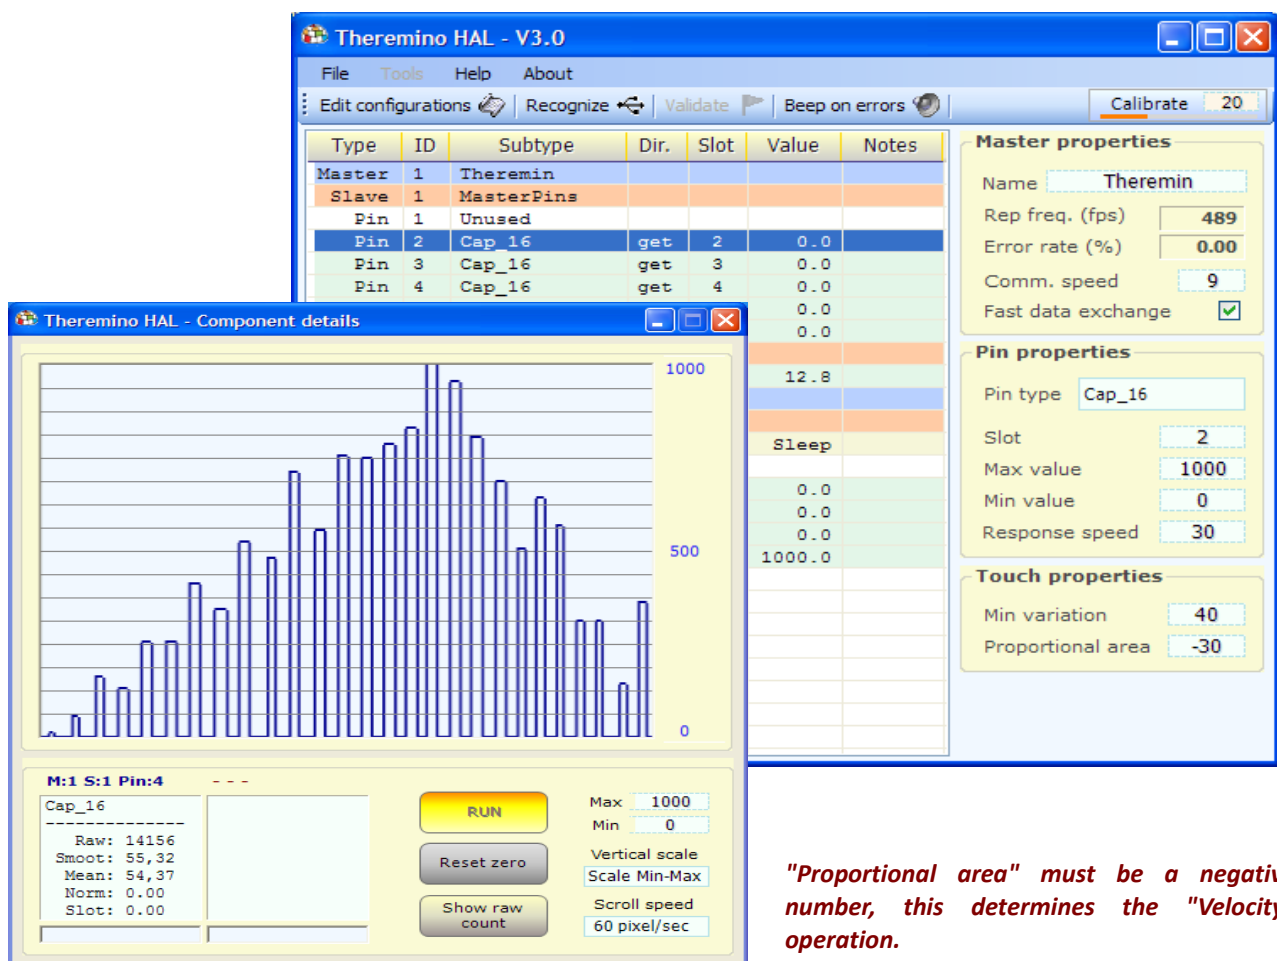 Theremino HAL - V3.0
File Tools Help About
Edit configurations Recognize Validate Beep on errors Calibrate 20
Type ID Subtype Dir. Slot Value Notes
Master 1 Theremin
Slave 1 MasterPins
Pin 1 Unused
Pin 2 Cap_16 get 2 0.0
Pin 3 Cap_16 get 3 0.0
Pin 4 Cap_16 get 4 0.0
0.0
0.0
12.8
Sleep
0.0
0.0
0.0
1000.0
Master properties
Name Theremin
Rep freq. (fps) 489
Error rate (%) 0.00
Comm. speed 9
Fast data exchange
Pin properties
Pin type Cap_16
Slot 2
Max value 1000
Min value 0
Response speed 30
Touch properties
Min variation 40
Proportional area -30
Theremino HAL - Component details
1000
500
0
M:1 S:1 Pin:4 - - -
Cap_16
--------------
Raw: 14156
Smoot: 55,32
Mean: 54,37
Norm: 0.00
Slot: 0.00
RUN
Reset zero
Show raw
count
Max 1000
Min 0
Vertical scale
Scale Min-Max
Scroll speed
60 pixel/sec
"Proportional area" must be a negativ
number, this determines the "Velocity
operation.